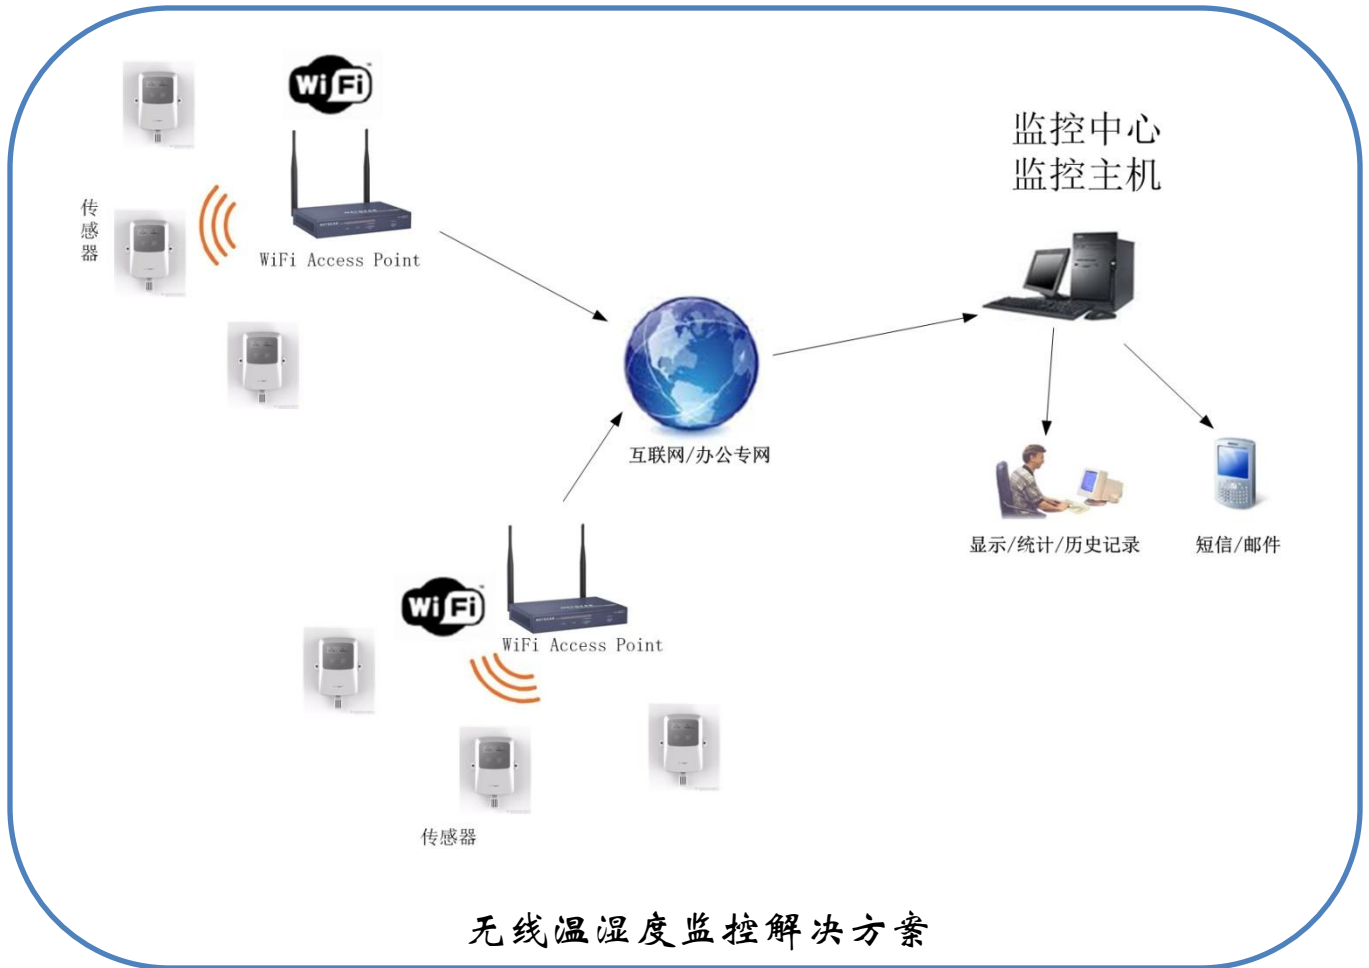 WiFi
监控中心
监控主机
传感器
WiFi Access Point
互联网/办公专网
显示/统计/历史记录
短信/邮件
WiFi
WiFi Access Point
传感器
无线温湿度监控解决方案